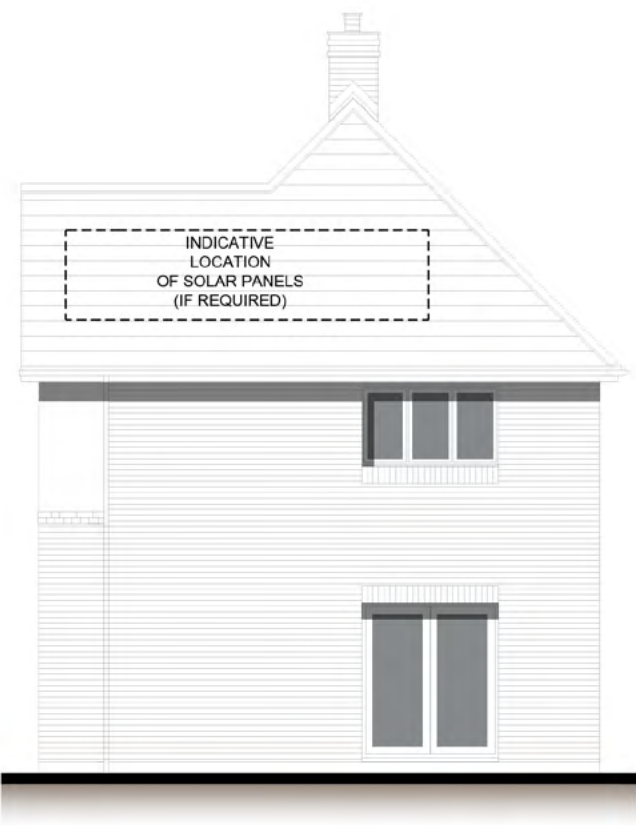 INDICATIVE
LOCATION
OF SOLAR PANELS
(IF REQUIRED)